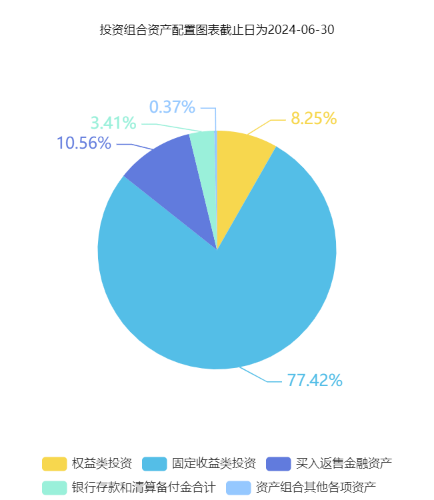 投资组合资产配置图表截止日为2024-06-30
0.37%
8.25%
3.41%
10.56%
77.42%
权益类投资 固定收益类投资 买入返售金融资产
银行存款和清算备付金合计 资产组合其他各项资产